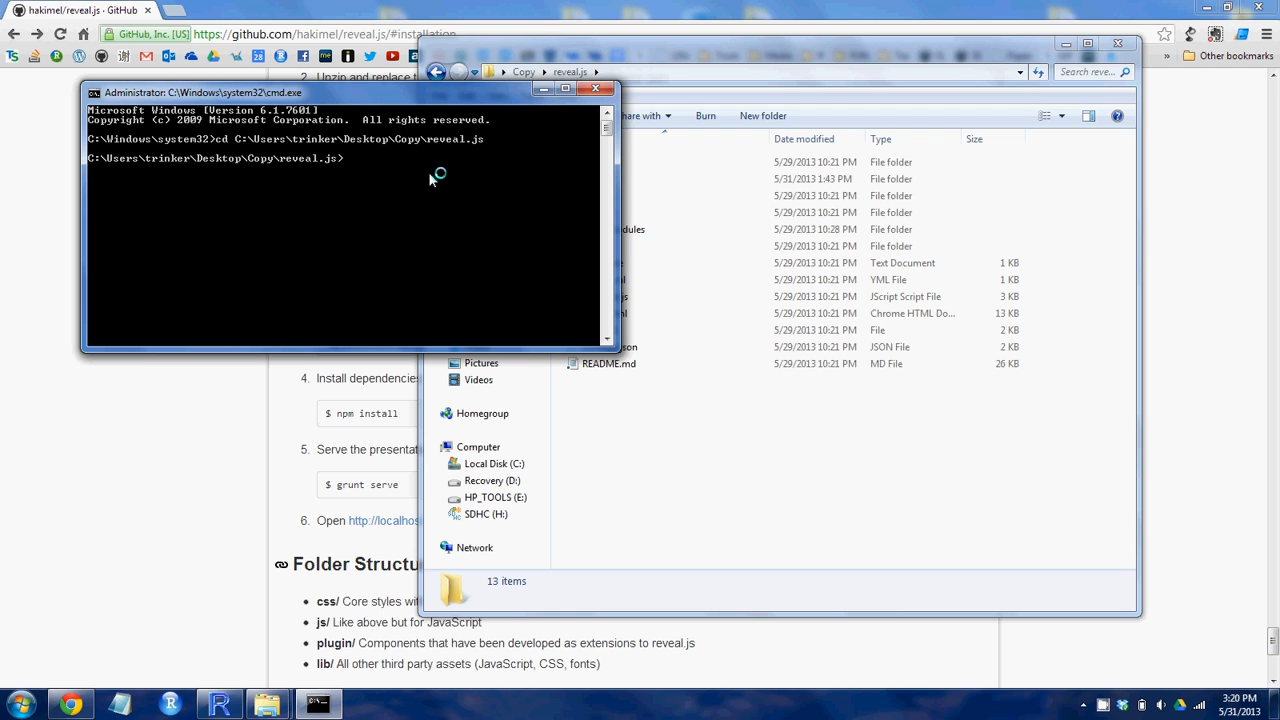 hakimel/reveal.js · GitHub
GitHub, Inc. [US]
https://github.com/hakimel/reveal.js/#installation
Other bookmarks
2. Unzip and replace t
Copy
reveal.js
Search reve...
Administrator: C:\Windows\system32\cmd.exe
Microsoft Windows [Version 6.1.7601]
Copyright (c) 2009 Microsoft Corporation. All rights reserved.
C:\Windows\system32>cd C:\Users\trinker\Desktop\Copy\reveal.js
C:\Users\trinker\Desktop\Copy\reveal.js>
are with
Burn
New folder
Date modified
Type
Size
5/29/2013 10:21 PM File folder
5/31/2013 1:43 PM File folder
5/29/2013 10:21 PM File folder
5/29/2013 10:21 PM File folder
dules 5/29/2013 10:28 PM File folder
5/29/2013 10:21 PM File folder
5/29/2013 10:21 PM Text Document 1 KB
5/29/2013 10:21 PM YML File 1 KB
js 5/29/2013 10:21 PM JScript Script File 3 KB
ml 5/29/2013 10:21 PM Chrome HTML Do... 13 KB
5/29/2013 10:21 PM File 2 KB
json 5/29/2013 10:21 PM JSON File 2 KB
README.md 5/29/2013 10:21 PM MD File 26 KB
Pictures
Videos
Homegroup
Computer
Local Disk (C:)
Recovery (D:)
HP_TOOLS (E:)
SDHC (H:)
Network
13 items
4. Install dependencies
$ npm install
5. Serve the presentat
$ grunt serve
6. Open http://localhos
Folder Structu
css/ Core styles wit
js/ Like above but for JavaScript
plugin/ Components that have been developed as extensions to reveal.js
lib/ All other third party assets (JavaScript, CSS, fonts)
3:20 PM
5/31/2013